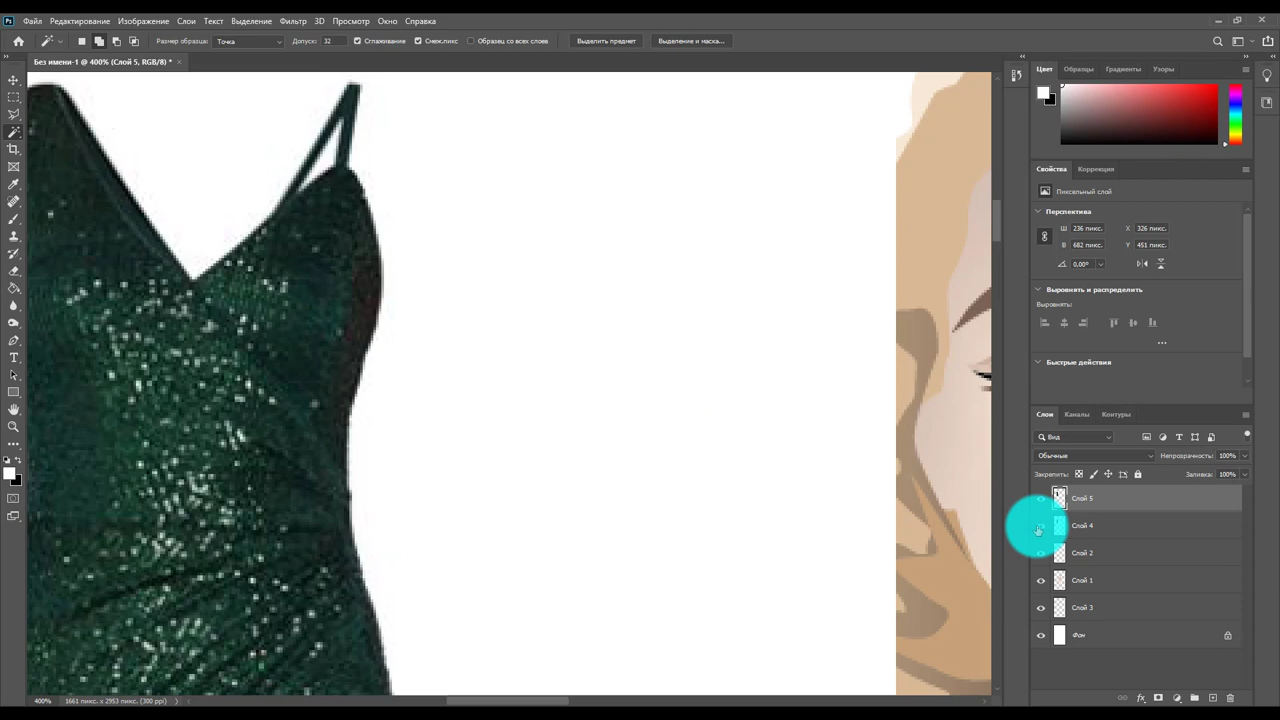 Ps Файл Редактирование Изображение Слои Текст Выделение Фильтр 3D Просмотр Окно Справка
Размер образца: Точка Допуск: 32 Сглаживание Смеж.пикс Образец со всех слоев Выделить предмет Выделение и маска...
Без имени-1 @ 400% (Слой 5, RGB/8) *
Цвет Образцы Градиенты Узоры
Свойства Коррекция
Пиксельный слой
Перспектива
Ш 236 пикс. X 326 пикс.
В 682 пикс. Y 451 пикс.
0,00°
Выровнять и распределить
Выровнять:
Быстрые действия
Слои Каналы Контуры
Вид
Обычные Непрозрачность: 100%
Закрепить: Заливка: 100%
Слой 5
Слой 4
Слой 2
Слой 1
Слой 3
Фон
400% 1661 пикс. x 2953 пикс. (300 ppi)